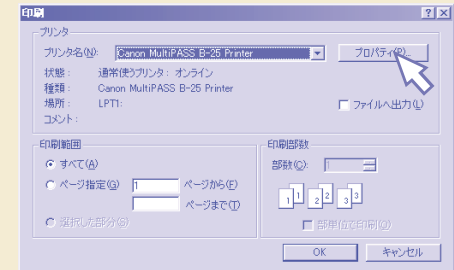 印刷
プリンタ
プリンタ名(N): Canon MultiPASS B-25 Printer プロパティ(P)...
状態: 通常使うプリンタ: オンライン
種類: Canon MultiPASS B-25 Printer
場所: LPT1: ファイルへ出力(L)
コメント:
印刷範囲
すべて(A)
ページ指定(G) 1 ページから(F)
ページまで(T)
選択した部分(S)
印刷部数
部数(C): 1
1 1 2 2 3 3
部単位で印刷(O)
OK キャンセル